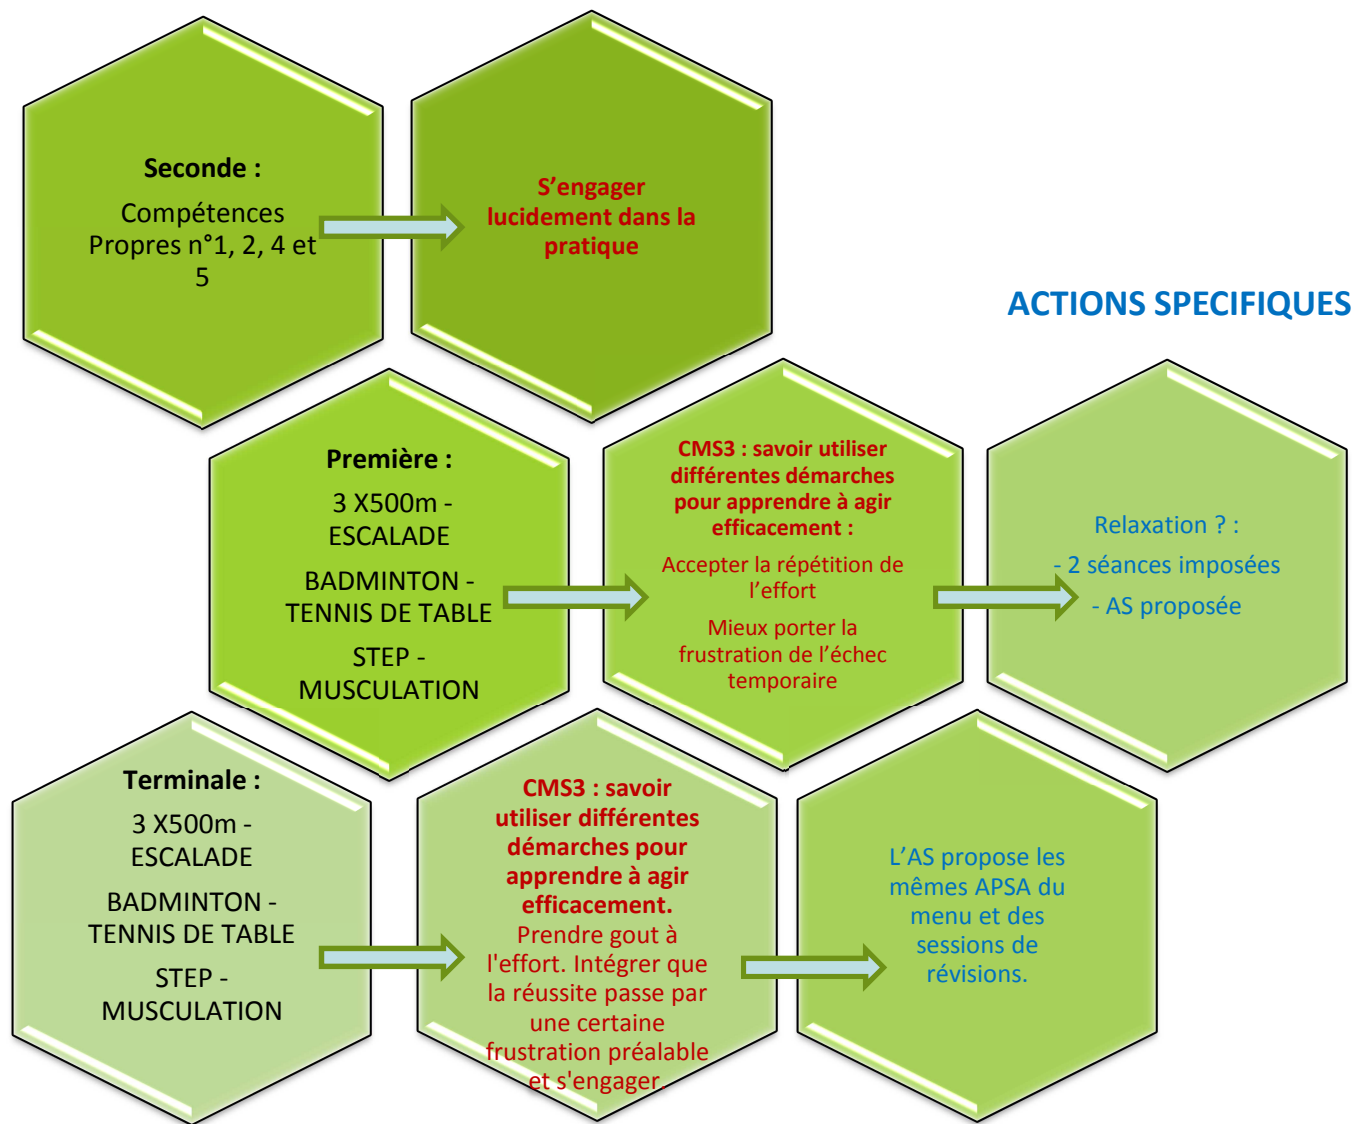 Seconde :
Compétences
Propres n°1, 2, 4 et
5
S’engager
lucidement dans la
pratique
ACTIONS SPECIFIQUES
Première :
3 X500m -
ESCALADE
BADMINTON -
TENNIS DE TABLE
STEP -
MUSCULATION
CMS3 : savoir utiliser
différentes démarches
pour apprendre à agir
efficacement :
Accepter la répétition de
l’effort
Mieux porter la
frustration de l’échec
temporaire
Relaxation ? :
- 2 séances imposées
- AS proposée
Terminale :
3 X500m -
ESCALADE
BADMINTON -
TENNIS DE TABLE
STEP -
MUSCULATION
CMS3 : savoir
utiliser différentes
démarches pour
apprendre à agir
efficacement.
Prendre gout à
l'effort. Intégrer que
la réussite passe par
une certaine
frustration préalable
et s'engager.
L’AS propose les
mêmes APSA du
menu et des
sessions de
révisions.